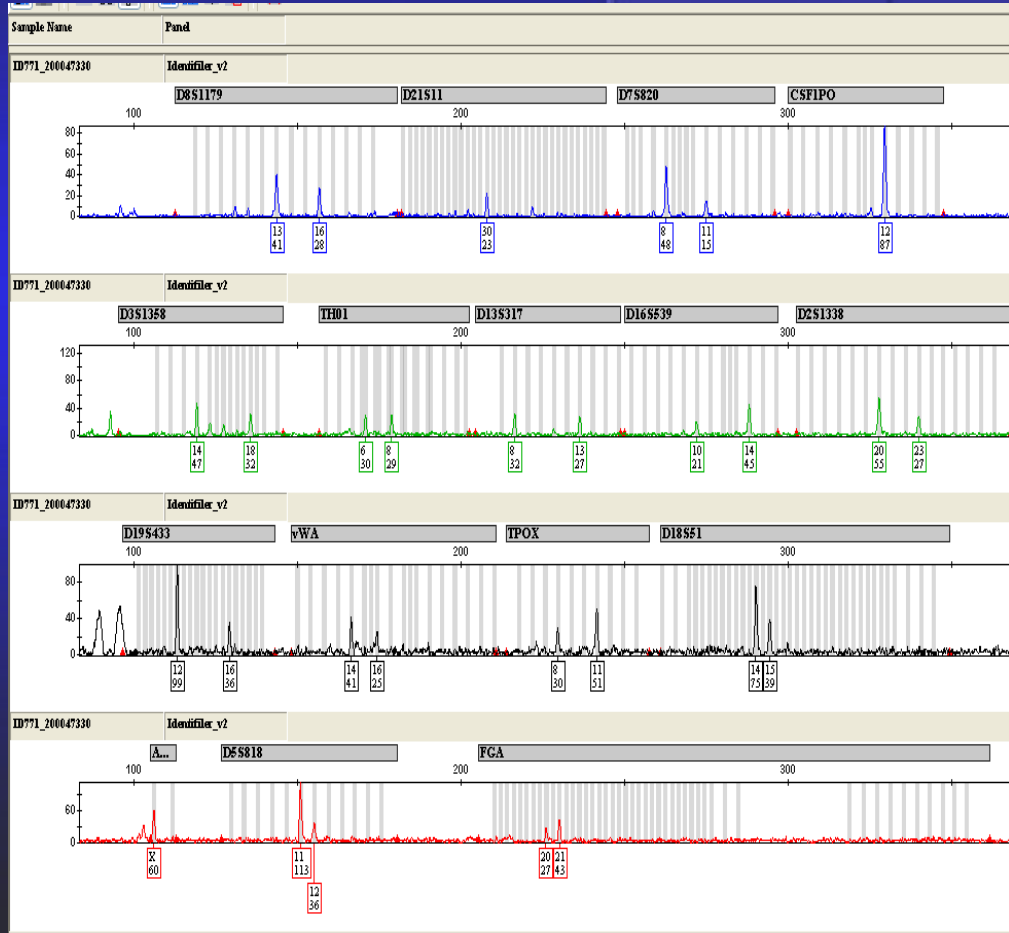 Sample Name Panel
ID771_200047330 Identifiler_v2
D8S1179 D21S11 D7S820 CSF1PO
100 200 300
80
60
40
20
0
13 16 30 8 11 12
41 28 23 48 15 87
ID771_200047330 Identifiler_v2
D3S1358 TH01 D13S317 D16S539 D2S1338
100 200 300
120
80
40
0
14 18 6 8 8 13 10 14 20 23
47 32 30 29 32 27 21 45 55 27
ID771_200047330 Identifiler_v2
D19S433 vWA TPOX D18S51
100 200 300
80
40
0
12 16 14 16 8 11 14 15
99 36 41 25 30 51 75 39
ID771_200047330 Identifiler_v2
A... D5S818 FGA
100 200 300
60
0
X 11 20 21
60 113 27 43
12
36